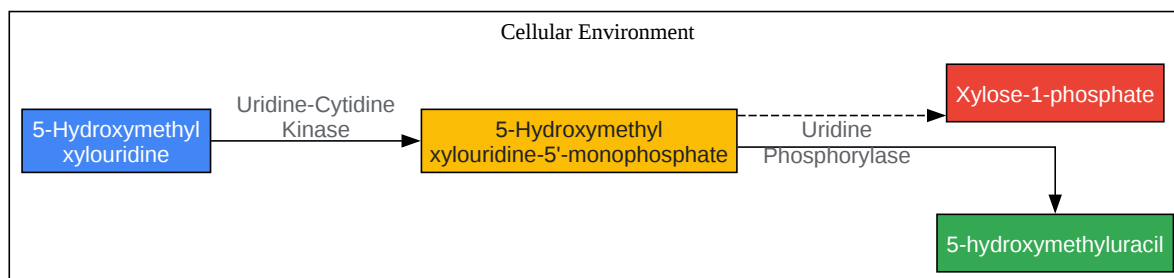 Cellular Environment
5-Hydroxymethyl
xylouridine
Uridine-Cytidine
Kinase
5-Hydroxymethyl
xylouridine-5'-monophosphate
Uridine
Phosphorylase
Xylose-1-phosphate
5-hydroxymethyluracil